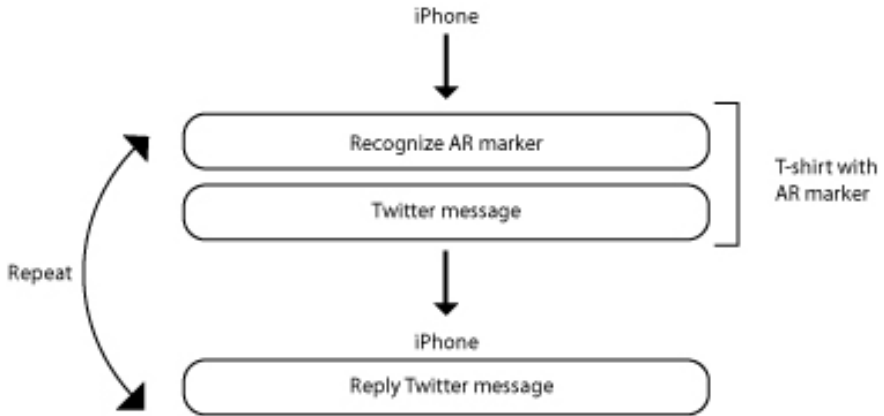 iPhone
Recognize AR marker
T-shirt with
AR marker
Twitter message
Repeat
iPhone
Reply Twitter message